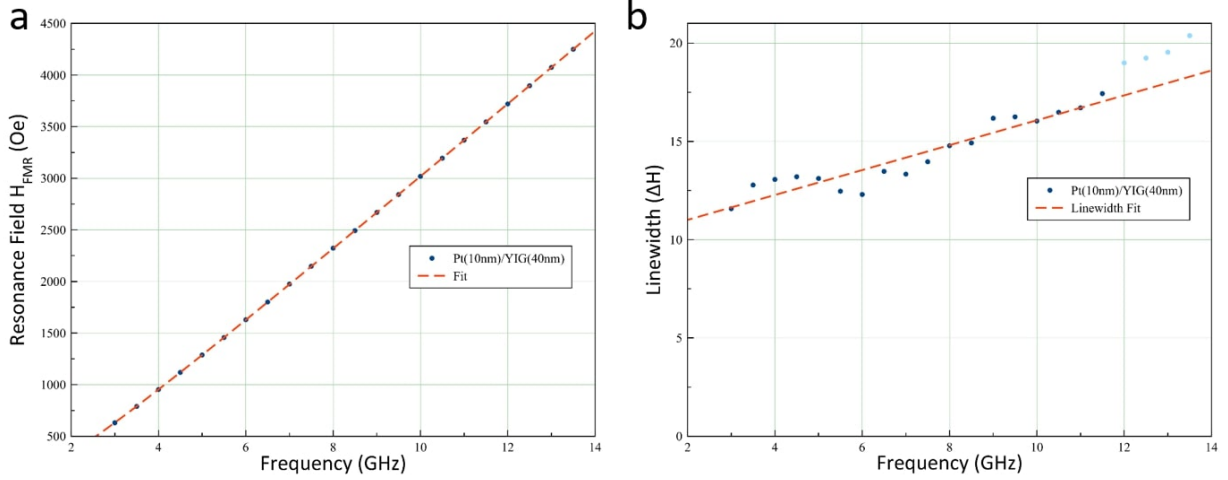 a
4500
4000
3500
3000
2500
2000
1500
1000
500
2
4
6
8
10
12
14
Resonance Field H_FMR (Oe)
Frequency (GHz)
Pt(10nm)/YIG(40nm)
Fit
b
20
15
10
5
0
2
4
6
8
10
12
14
Linewidth (ΔH)
Frequency (GHz)
Pt(10nm)/YIG(40nm)
Linewidth Fit